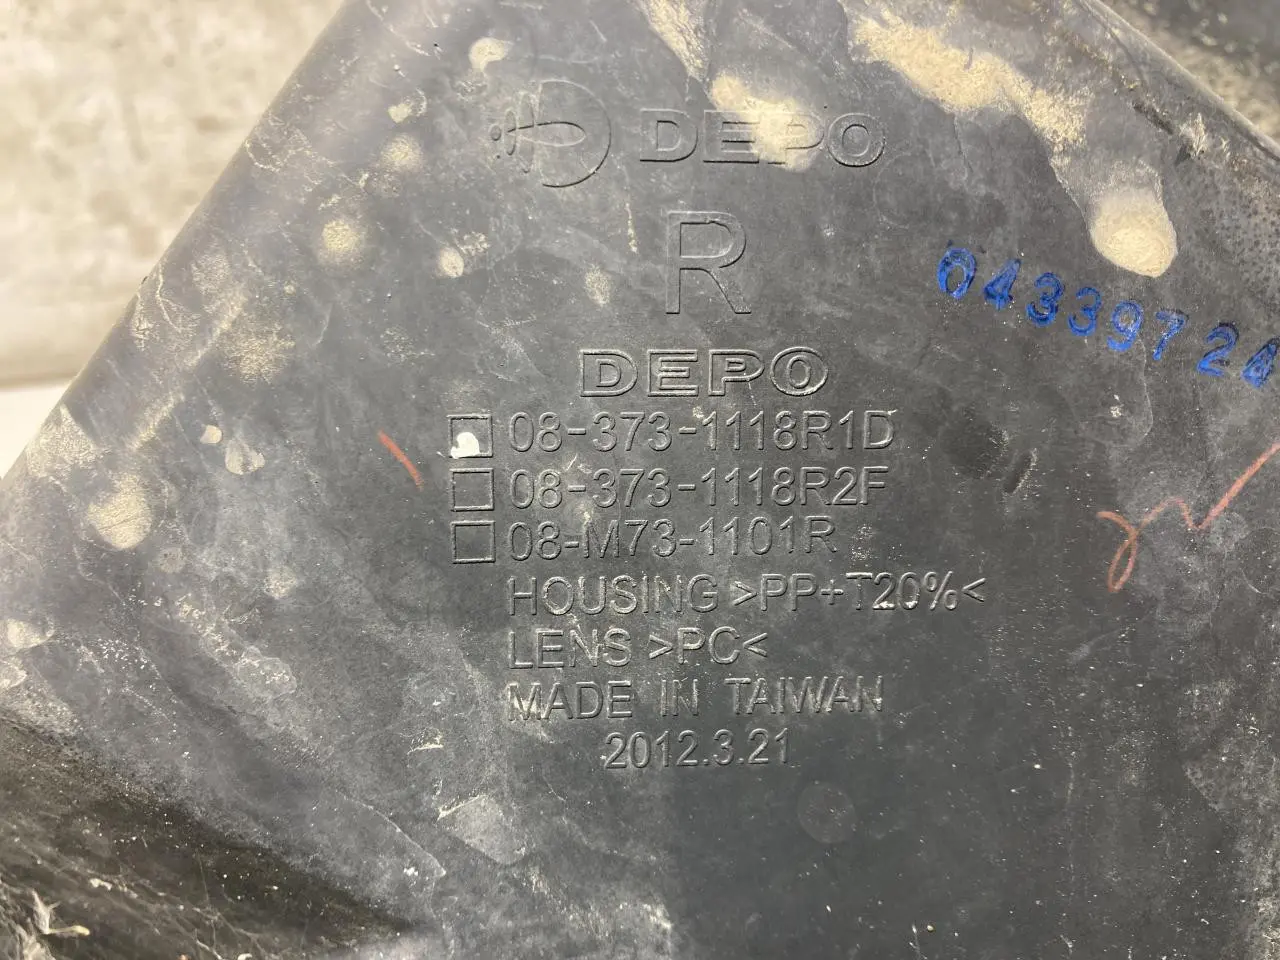 DEPO
R
04339724
DEPO
08-373-1118R1D
08-373-1118R2F
08-M73-1101R
HOUSING >PP+T20%<
LENS >PC<
MADE IN TAIWAN
2012.3.21